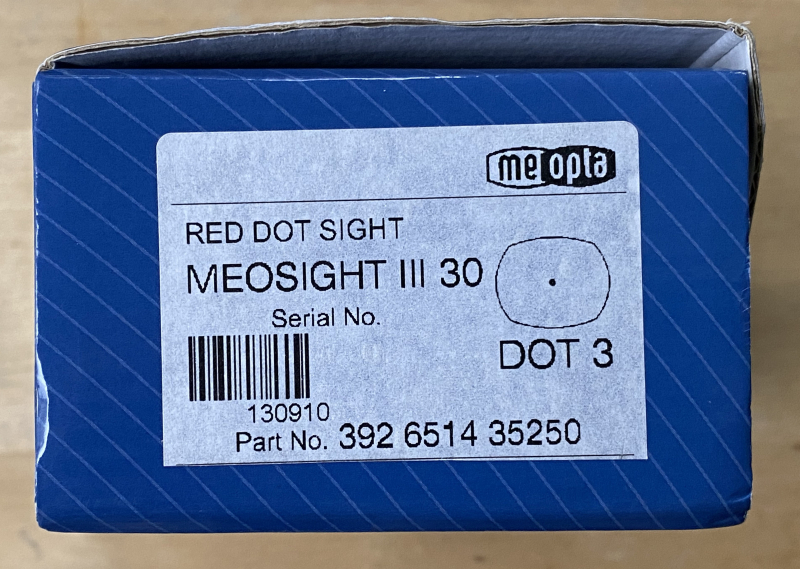 meopta
RED DOT SIGHT
MEOSIGHT III 30
Serial No.
DOT 3
130910
Part No. 392 6514 35250